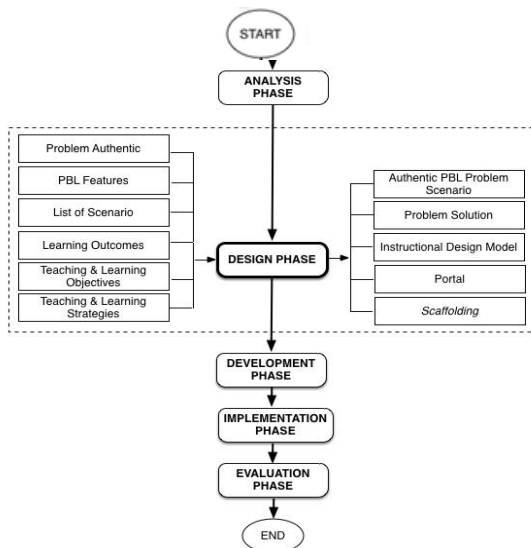 START
ANALYSIS
PHASE
Problem Authentic
PBL Features
List of Scenario
Learning Outcomes
Teaching & Learning
Objectives
Teaching & Learning
Strategies
DESIGN PHASE
Authentic PBL Problem
Scenario
Problem Solution
Instructional Design Model
Portal
Scaffolding
DEVELOPMENT
PHASE
IMPLEMENTATION
PHASE
EVALUATION
PHASE
END